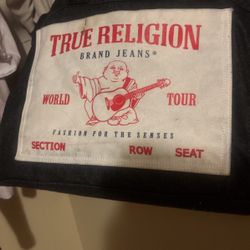 TRUE RELIGION
BRAND JEANS®
WORLD TOUR
FASHION FOR THE SENSES
SECTION ROW SEAT